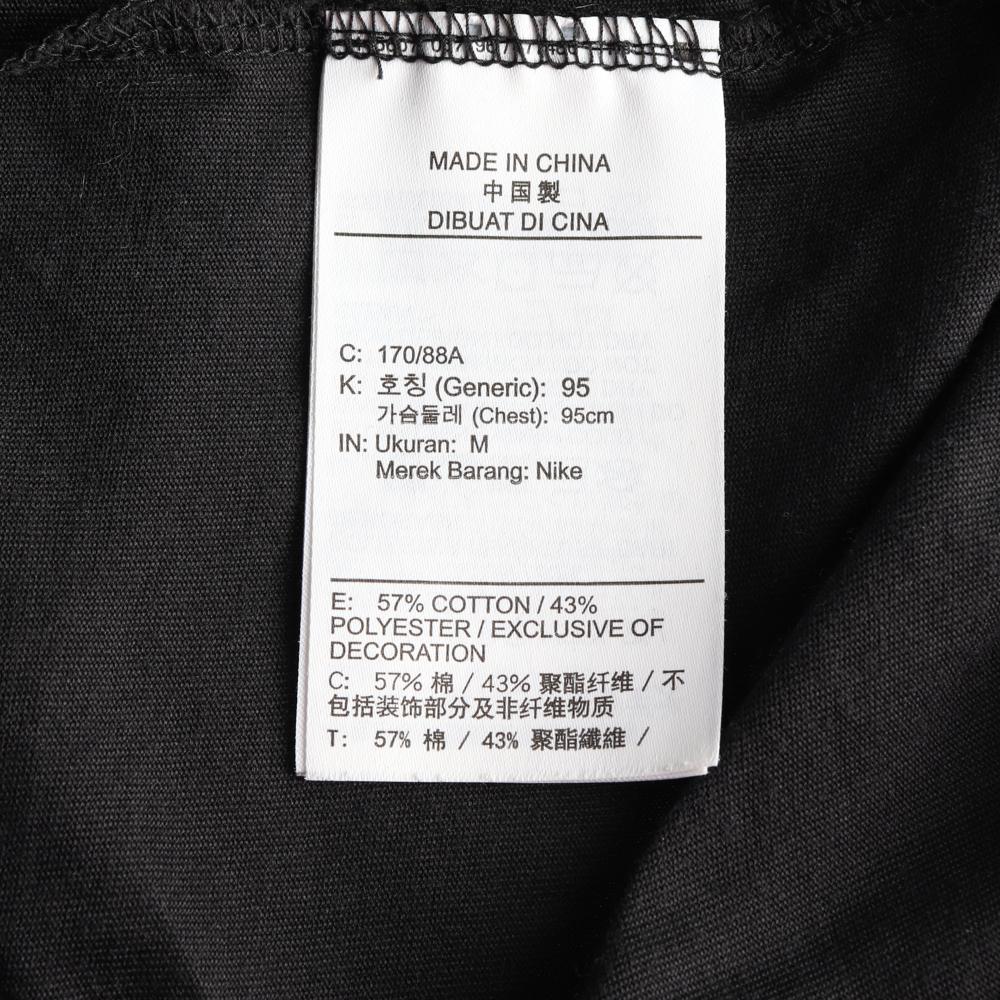 MADE IN CHINA
中国製
DIBUAT DI CINA
C: 170/88A
K: 호칭 (Generic): 95
가슴둘레 (Chest): 95cm
IN: Ukuran: M
Merek Barang: Nike
E: 57% COTTON / 43%
POLYESTER / EXCLUSIVE OF
DECORATION
C: 57% 棉 / 43% 聚酯纤维 / 不
包括装饰部分及非纤维物质
T: 57% 棉 / 43% 聚酯纖維 /